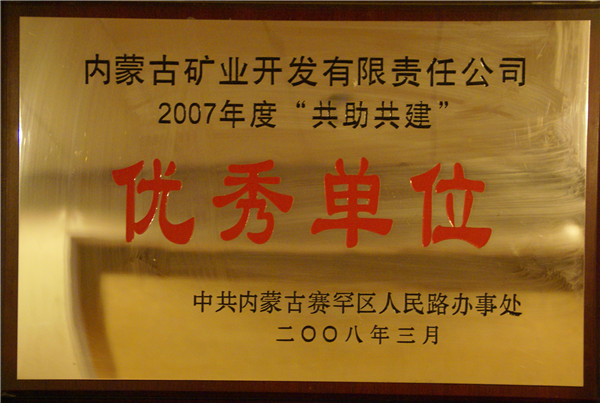 内蒙古矿业开发有限责任公司
2007年度“共助共建”
优秀单位
中共内蒙古赛罕区人民路办事处
二〇〇八年三月